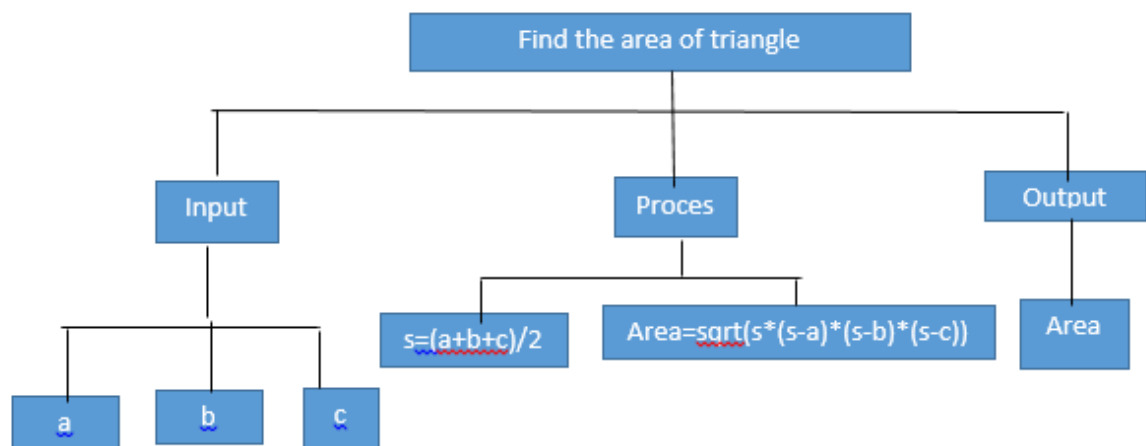 Find the area of triangle
Input
Proces
Output
s=(a+b+c)/2
Area=sqrt(s*(s-a)*(s-b)*(s-c))
Area
a
b
c